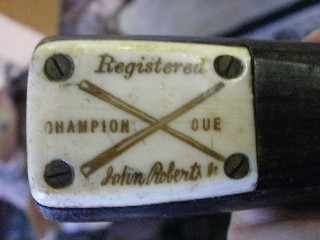 Registered
CHAMPION CUE
John Roberts Jr